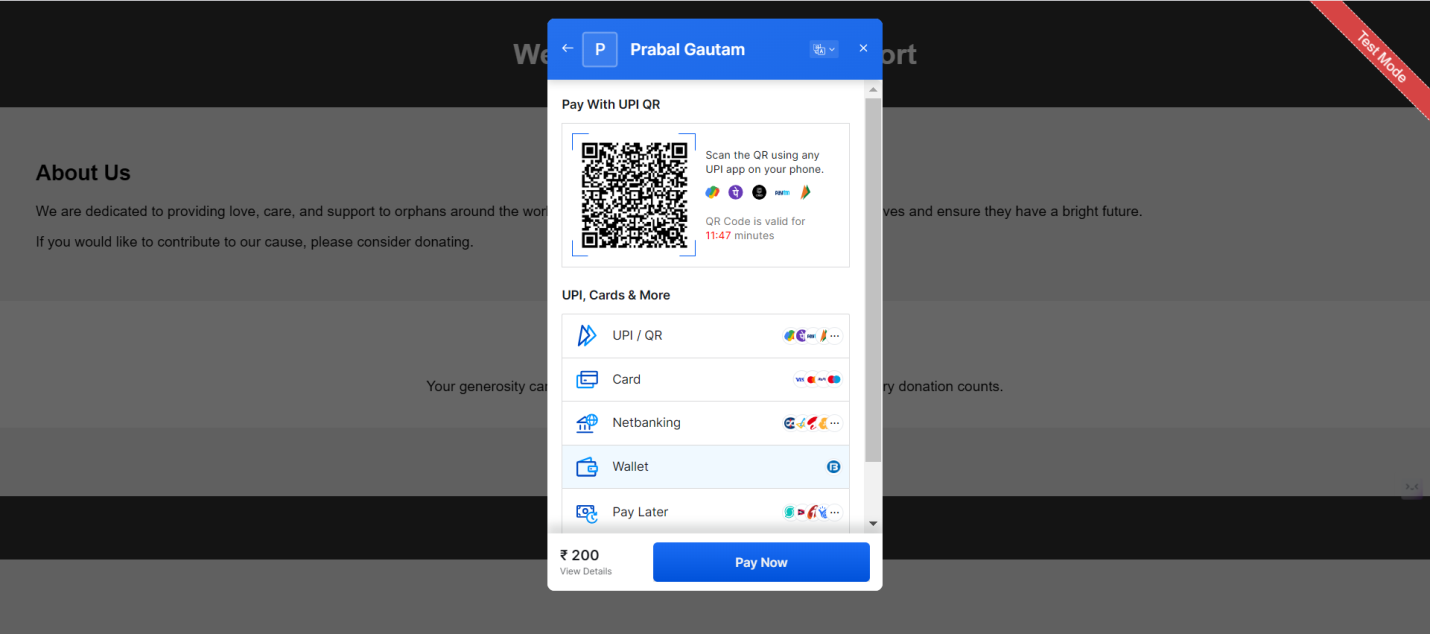 We
ort
Test Mode
P
Prabal Gautam
Pay With UPI QR
Scan the QR using any
UPI app on your phone.
QR Code is valid for
11:47 minutes
About Us
We are dedicated to providing love, care, and support to orphans around the wor
ves and ensure they have a bright future.
If you would like to contribute to our cause, please consider donating.
UPI, Cards & More
UPI / QR
Card
Your generosity can
ry donation counts.
Netbanking
Wallet
Pay Later
₹ 200
View Details
Pay Now